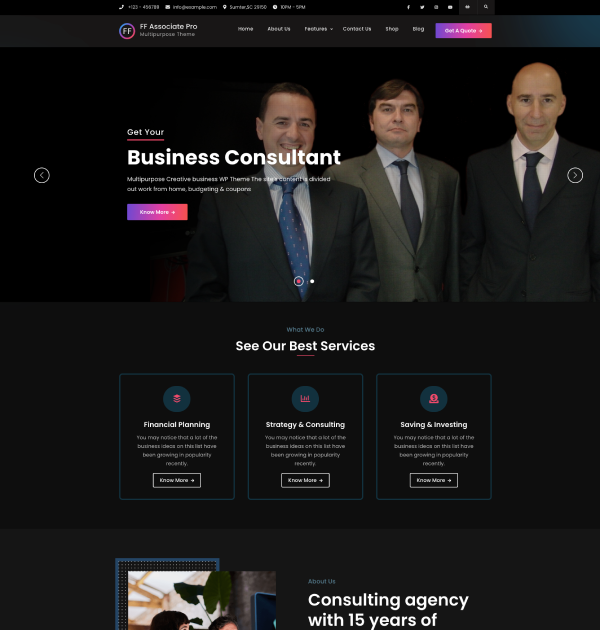 +123 - 456789 info@example.com Sumter,SC 29150 10PM - 5PM
FF
FF Associate Pro
Multipurpose Theme
Home About Us Features Contact Us Shop Blog Get A Quote →
Get Your
Business Consultant
Multipurpose Creative business WP Theme The site's content is divided
out work from home, budgeting & coupons
Know More →
What We Do
See Our Best Services
Financial Planning
You may notice that a lot of the
business ideas on this list have
been growing in popularity
recently.
Know More →
Strategy & Consulting
You may notice that a lot of the
business ideas on this list have
been growing in popularity
recently.
Know More →
Saving & Investing
You may notice that a lot of the
business ideas on this list have
been growing in popularity
recently.
Know More →
About Us
Consulting agency
with 15 years of